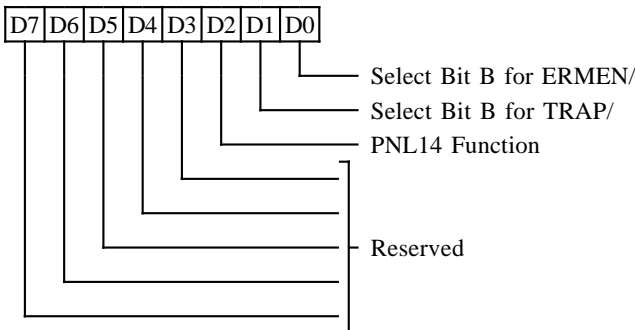 D7 D6 D5 D4 D3 D2 D1 D0
Select Bit B for ERMEN/
Select Bit B for TRAP/
PNL14 Function
Reserved